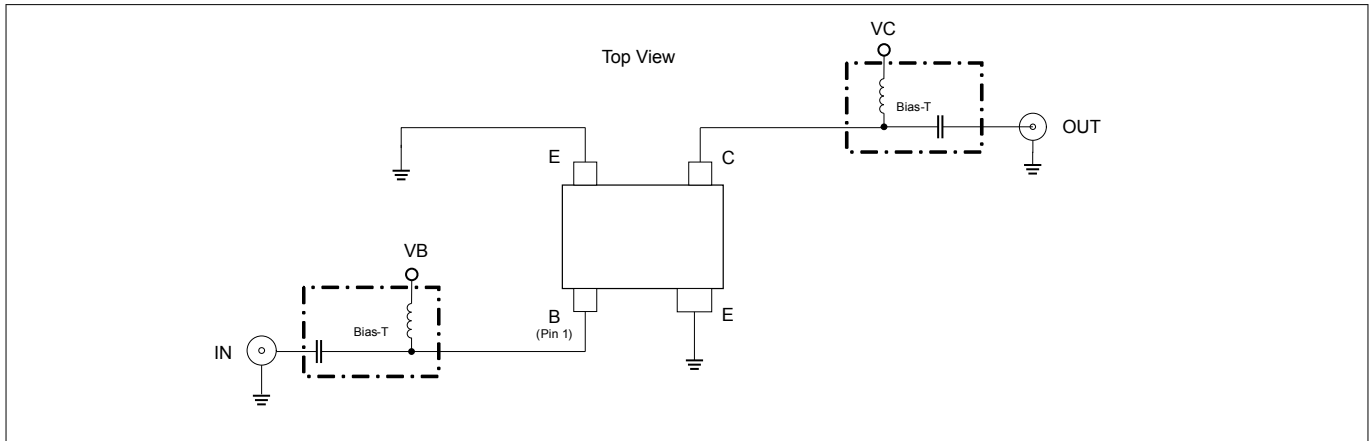 VC
Top View
Bias-T
OUT
E
C
VB
B
(Pin 1)
E
Bias-T
IN